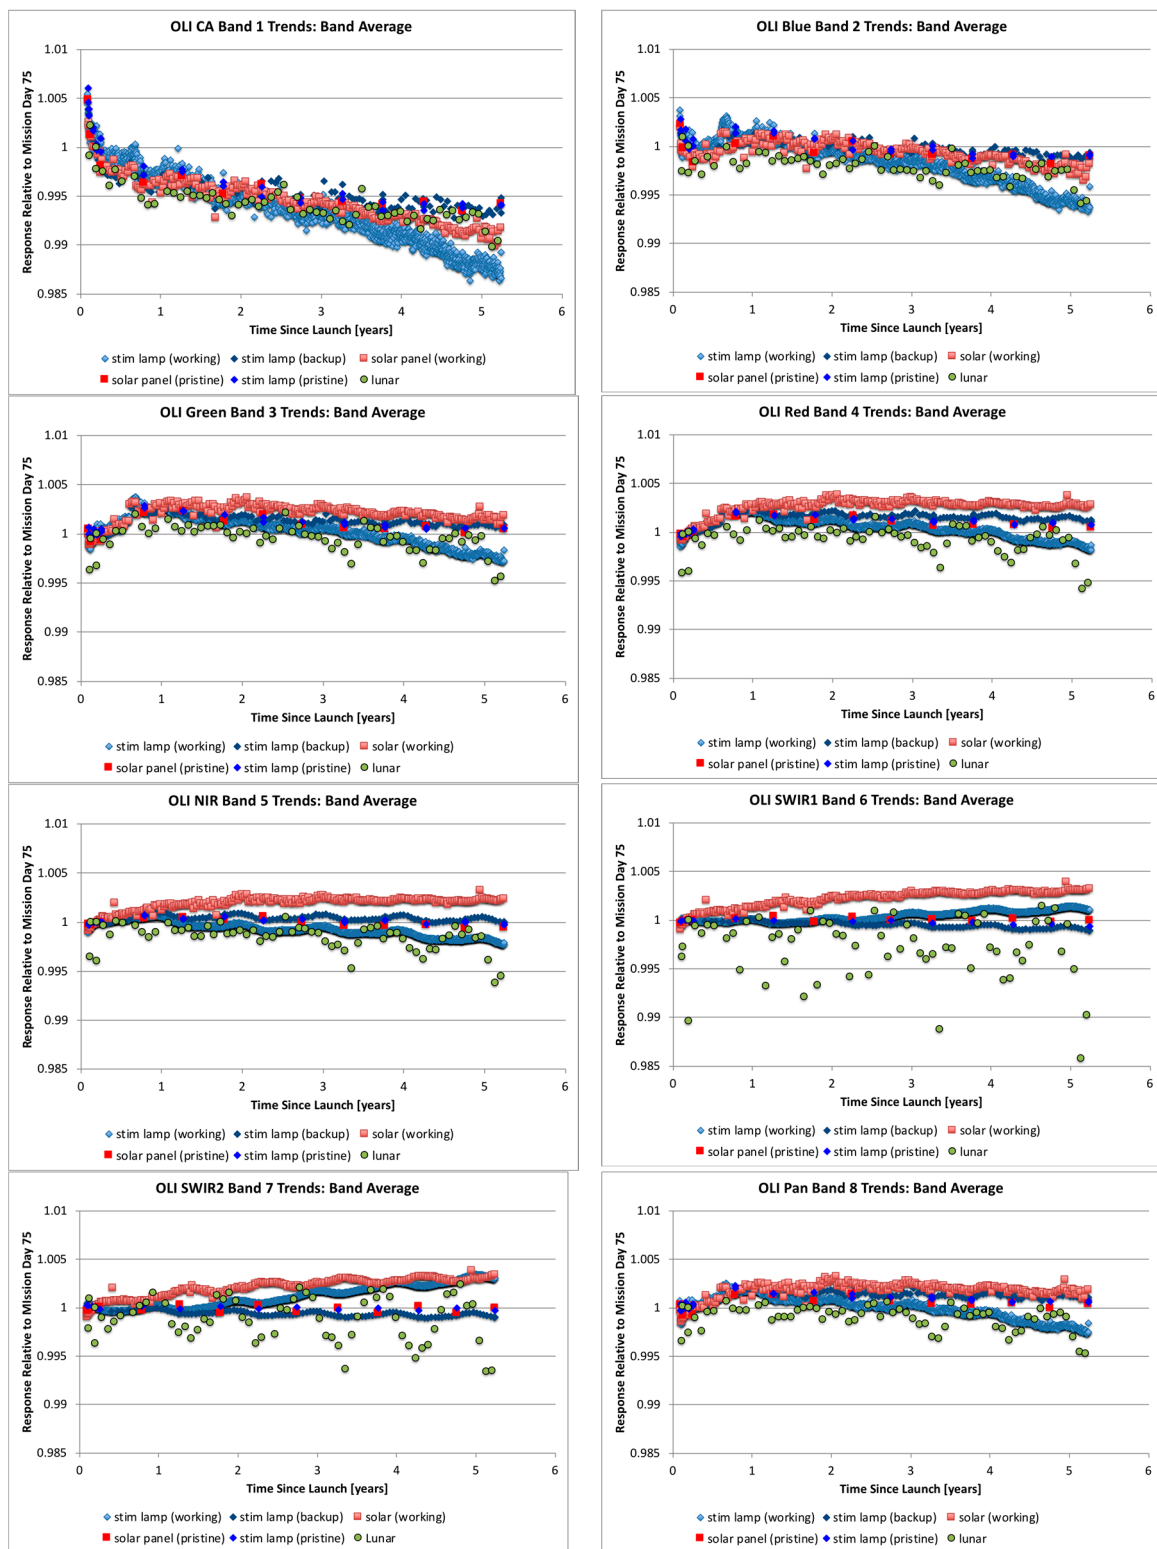 OLI CA Band 1 Trends: Band Average
Response Relative to Mission Day 75
1.01
1.005
1
0.995
0.99
0.985
0 1 2 3 4 5 6
Time Since Launch [years]
stim lamp (working) stim lamp (backup) solar panel (working)
solar panel (pristine) stim lamp (pristine) lunar
OLI Blue Band 2 Trends: Band Average
Response Relative to Mission Day 75
1.01
1.005
1
0.995
0.99
0.985
0 1 2 3 4 5 6
Time Since Launch [years]
stim lamp (working) stim lamp (backup) solar (working)
solar panel (pristine) stim lamp (pristine) lunar
OLI Green Band 3 Trends: Band Average
Response Relative to Mission Day 75
1.01
1.005
1
0.995
0.99
0.985
0 1 2 3 4 5 6
Time Since Launch [years]
stim lamp (working) stim lamp (backup) solar (working)
solar panel (pristine) stim lamp (pristine) lunar
OLI Red Band 4 Trends: Band Average
Response Relative to Mission Day 75
1.01
1.005
1
0.995
0.99
0.985
0 1 2 3 4 5 6
Time Since Launch [years]
stim lamp (working) stim lamp (backup) solar (working)
solar panel (pristine) stim lamp (pristine) lunar
OLI NIR Band 5 Trends: Band Average
Response Relative to Mission Day 75
1.01
1.005
1
0.995
0.99
0.985
0 1 2 3 4 5 6
Time Since Launch [years]
stim lamp (working) stim lamp (backup) solar (working)
solar panel (pristine) stim lamp (pristine) lunar
OLI SWIR1 Band 6 Trends: Band Average
Response Relative to Mission Day 75
1.01
1.005
1
0.995
0.99
0.985
0 1 2 3 4 5 6
Time Since Launch [years]
stim lamp (working) stim lamp (backup) solar (working)
solar panel (pristine) stim lamp (pristine) lunar
OLI SWIR2 Band 7 Trends: Band Average
Response Relative to Mission Day 75
1.01
1.005
1
0.995
0.99
0.985
0 1 2 3 4 5 6
Time Since Launch [years]
stim lamp (working) stim lamp (backup) solar (working)
solar panel (pristine) stim lamp (pristine) Lunar
OLI Pan Band 8 Trends: Band Average
Response Relative to Mission Day 75
1.01
1.005
1
0.995
0.99
0.985
0 1 2 3 4 5 6
Time Since Launch [years]
stim lamp (working) stim lamp (backup) solar (working)
solar panel (pristine) stim lamp (pristine) lunar